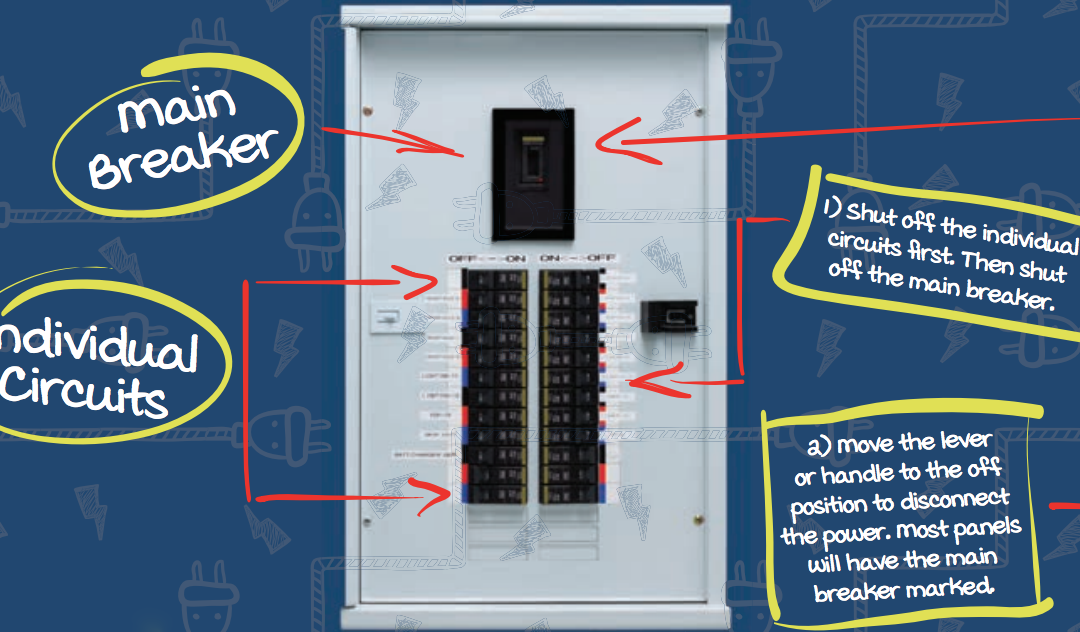 main
Breaker
ndividual
Circuits
OFF - - ON
ON - - OFF
1) Shut off the individual
circuits first. Then shut
off the main breaker.
2) move the lever
or handle to the off
position to disconnect
the power. most panels
will have the main
breaker marked.